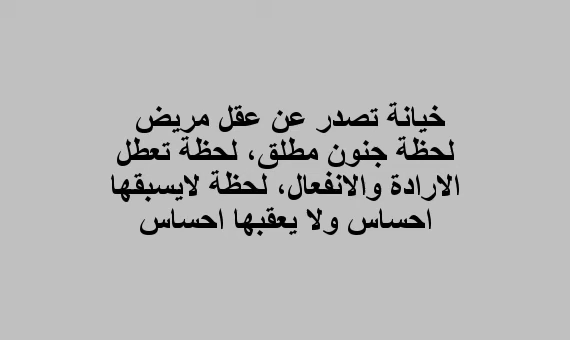 خيانة تصدر عن عقل مريض
لحظة جنون مطلق، لحظة تعطل
الارادة والانفعال، لحظة لايسبقها
احساس ولا يعقبها احساس